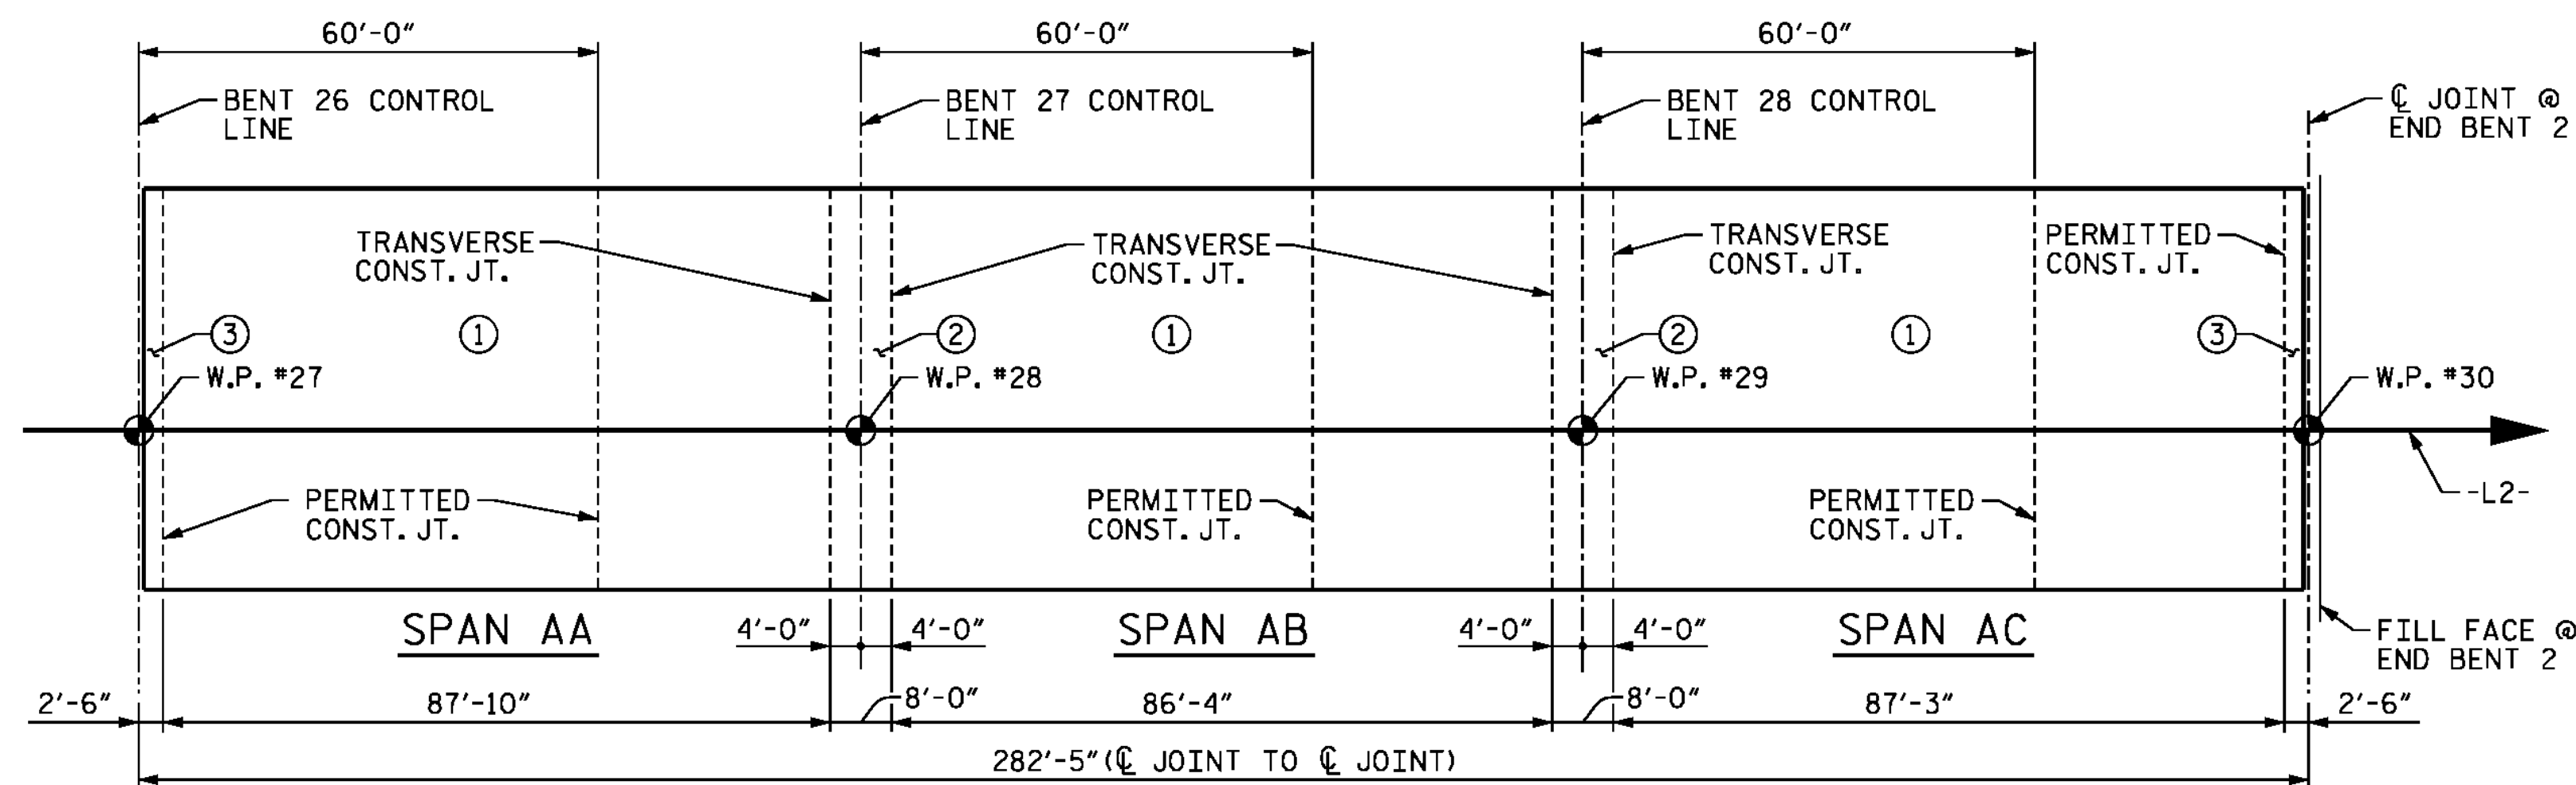 60'-0" 60'-0" 60'-0"
BENT 26 CONTROL
LINE
BENT 27 CONTROL
LINE
BENT 28 CONTROL
LINE
℄ JOINT @
END BENT 2
TRANSVERSE
CONST. JT.
TRANSVERSE
CONST. JT.
TRANSVERSE
CONST. JT.
PERMITTED
CONST. JT.
3 1 2 1 2 1 3
W.P. #27 W.P. #28 W.P. #29 W.P. #30
-L2-
PERMITTED
CONST. JT.
PERMITTED
CONST. JT.
PERMITTED
CONST. JT.
SPAN AA 4'-0" 4'-0" SPAN AB 4'-0" 4'-0" SPAN AC
FILL FACE @
END BENT 2
2'-6" 87'-10" 8'-0" 86'-4" 8'-0" 87'-3" 2'-6"
282'-5" (℄ JOINT TO ℄ JOINT)